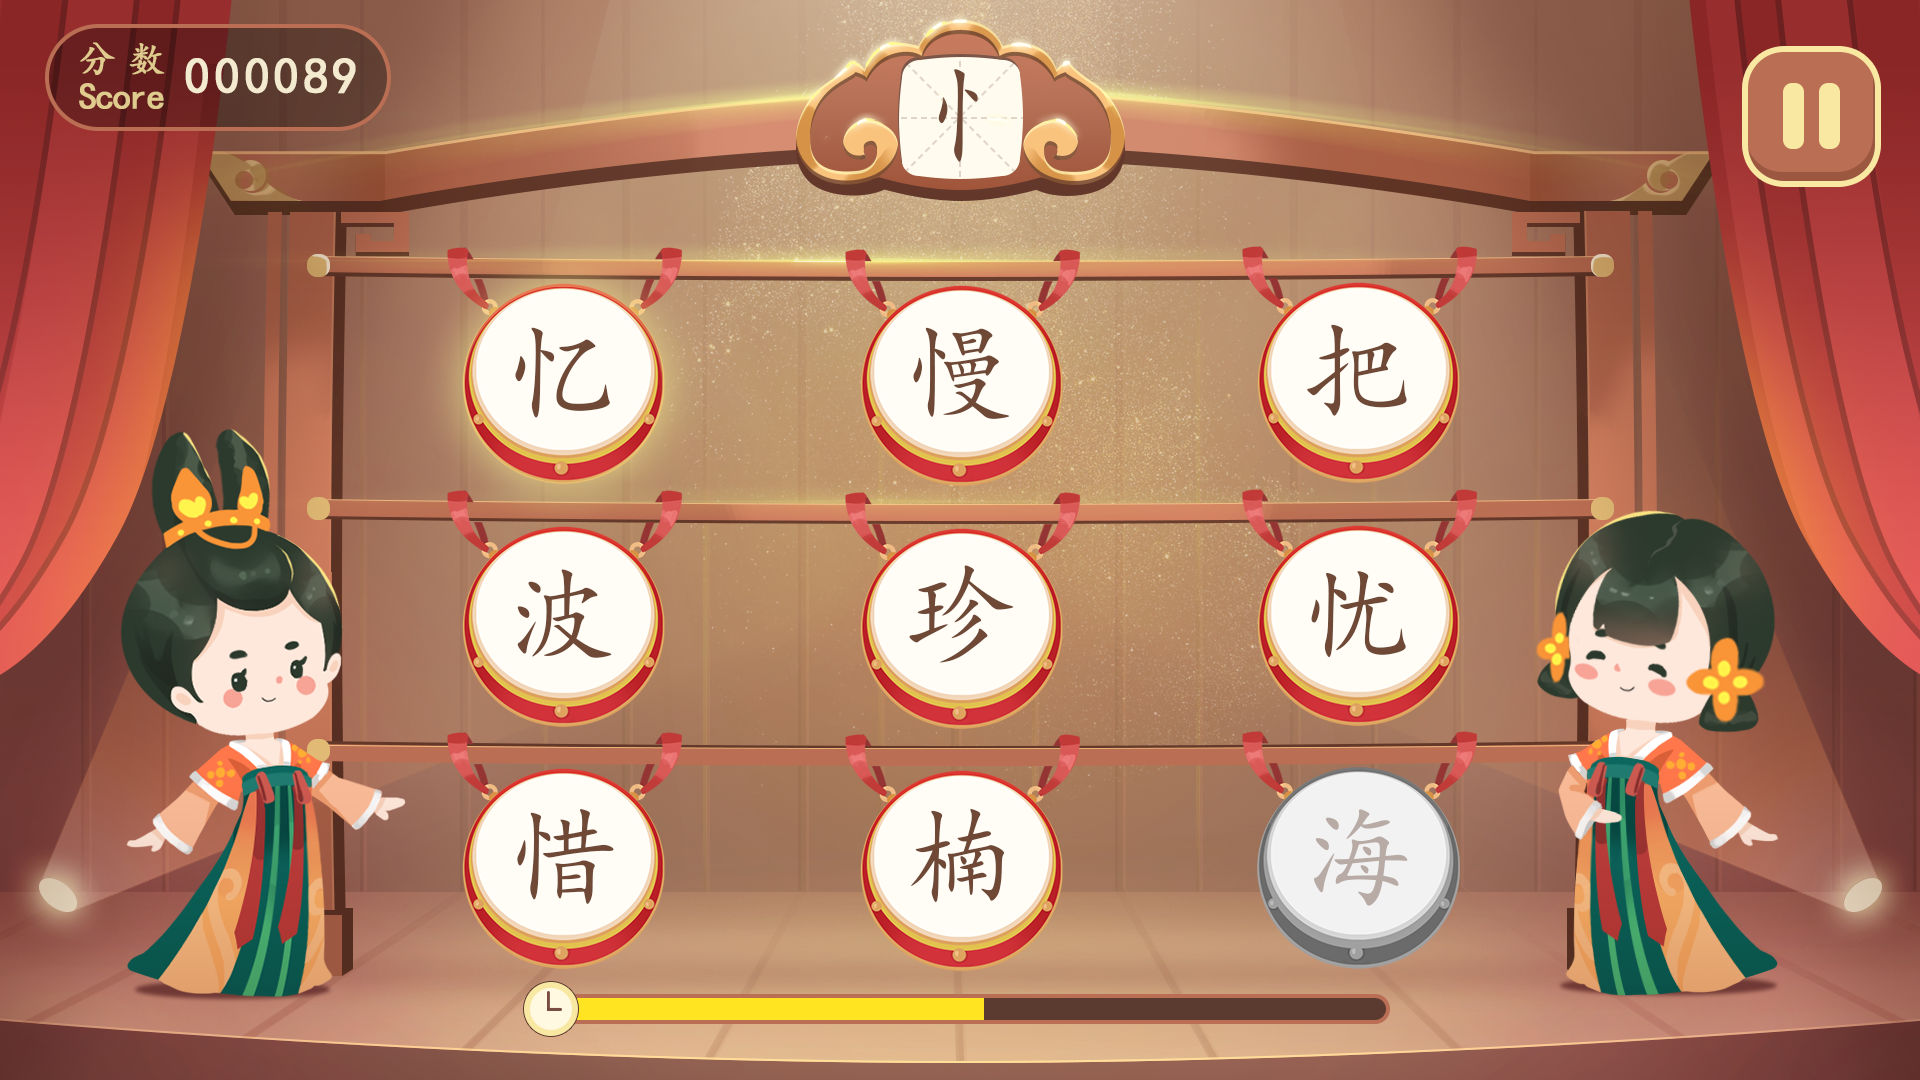 分数
Score 000089
忄
忆 慢 把
波 珍 忧
惜 楠 海